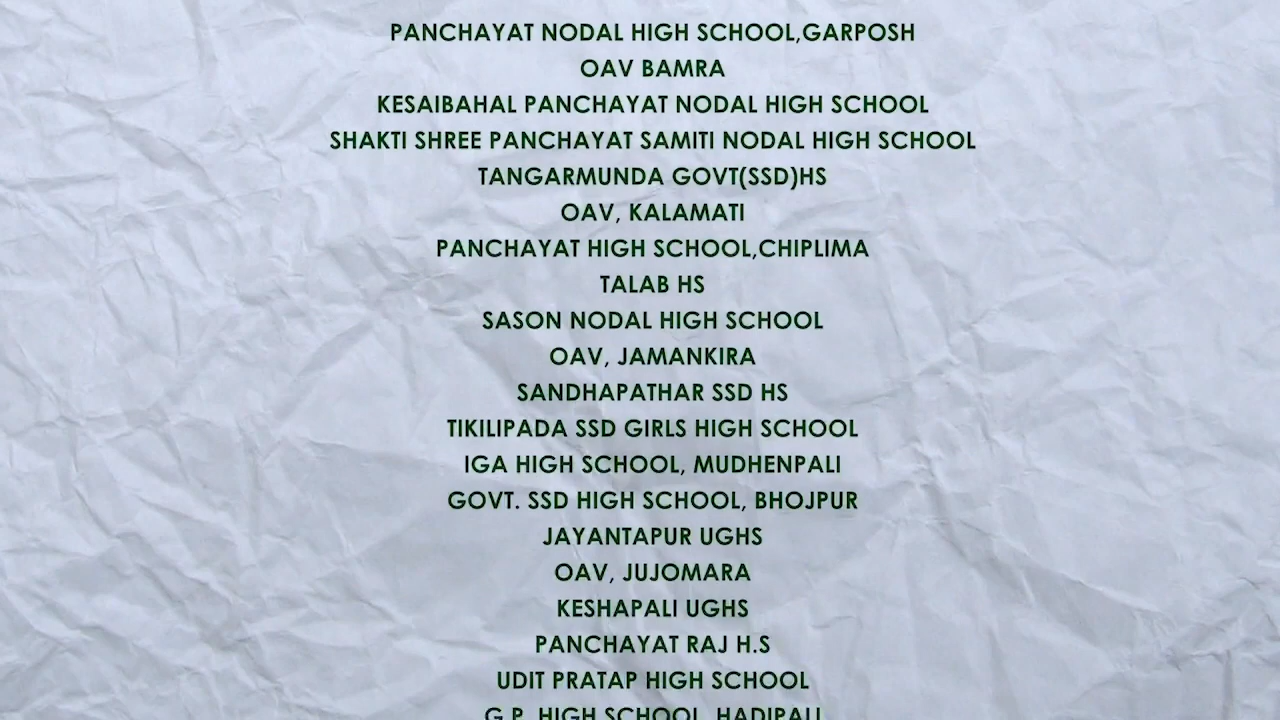 PANCHAYAT NODAL HIGH SCHOOL,GARPOSH
OAV BAMRA
KESAIBAHAL PANCHAYAT NODAL HIGH SCHOOL
SHAKTI SHREE PANCHAYAT SAMITI NODAL HIGH SCHOOL
TANGARMUNDA GOVT(SSD)HS
OAV, KALAMATI
PANCHAYAT HIGH SCHOOL,CHIPLIMA
TALAB HS
SASON NODAL HIGH SCHOOL
OAV, JAMANKIRA
SANDHAPATHAR SSD HS
TIKILIPADA SSD GIRLS HIGH SCHOOL
IGA HIGH SCHOOL, MUDHENPALI
GOVT. SSD HIGH SCHOOL, BHOJPUR
JAYANTAPUR UGHS
OAV, JUJOMARA
KESHAPALI UGHS
PANCHAYAT RAJ H.S
UDIT PRATAP HIGH SCHOOL
G.P. HIGH SCHOOL, HADIPALI